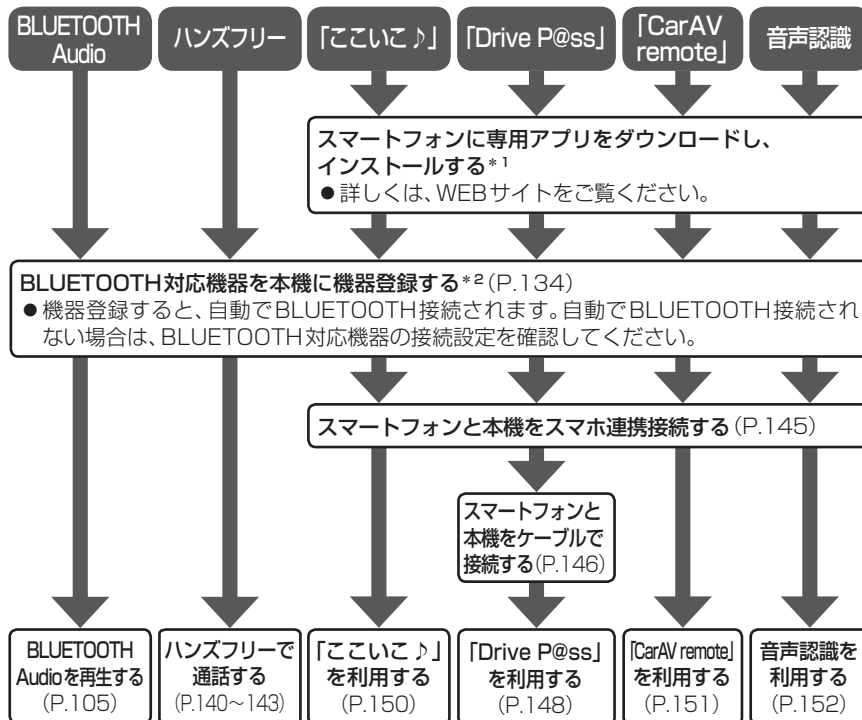 BLUETOOTH
Audio
ハンズフリー
「ここいこ♪」
「Drive P@ss」
「CarAV
remote」
音声認識
スマートフォンに専用アプリをダウンロードし、
インストールする*1
●詳しくは、WEBサイトをご覧ください。
BLUETOOTH対応機器を本機に機器登録する*2(P.134)
●機器登録すると、自動でBLUETOOTH接続されます。自動でBLUETOOTH接続され
ない場合は、BLUETOOTH対応機器の接続設定を確認してください。
スマートフォンと本機をスマホ連携接続する(P.145)
スマートフォンと
本機をケーブルで
接続する(P.146)
BLUETOOTH
Audioを再生する
(P.105)
ハンズフリーで
通話する
(P.140～143)
「ここいこ♪」
を利用する
(P.150)
「Drive P@ss」
を利用する
(P.148)
「CarAV remote」
を利用する
(P.151)
音声認識を
利用する
(P.152)